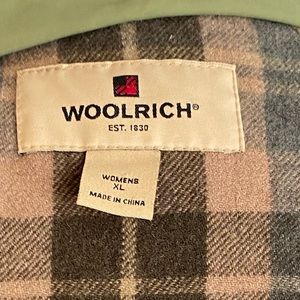 WOOLRICH®
EST. 1830
WOMENS
XL
MADE IN CHINA